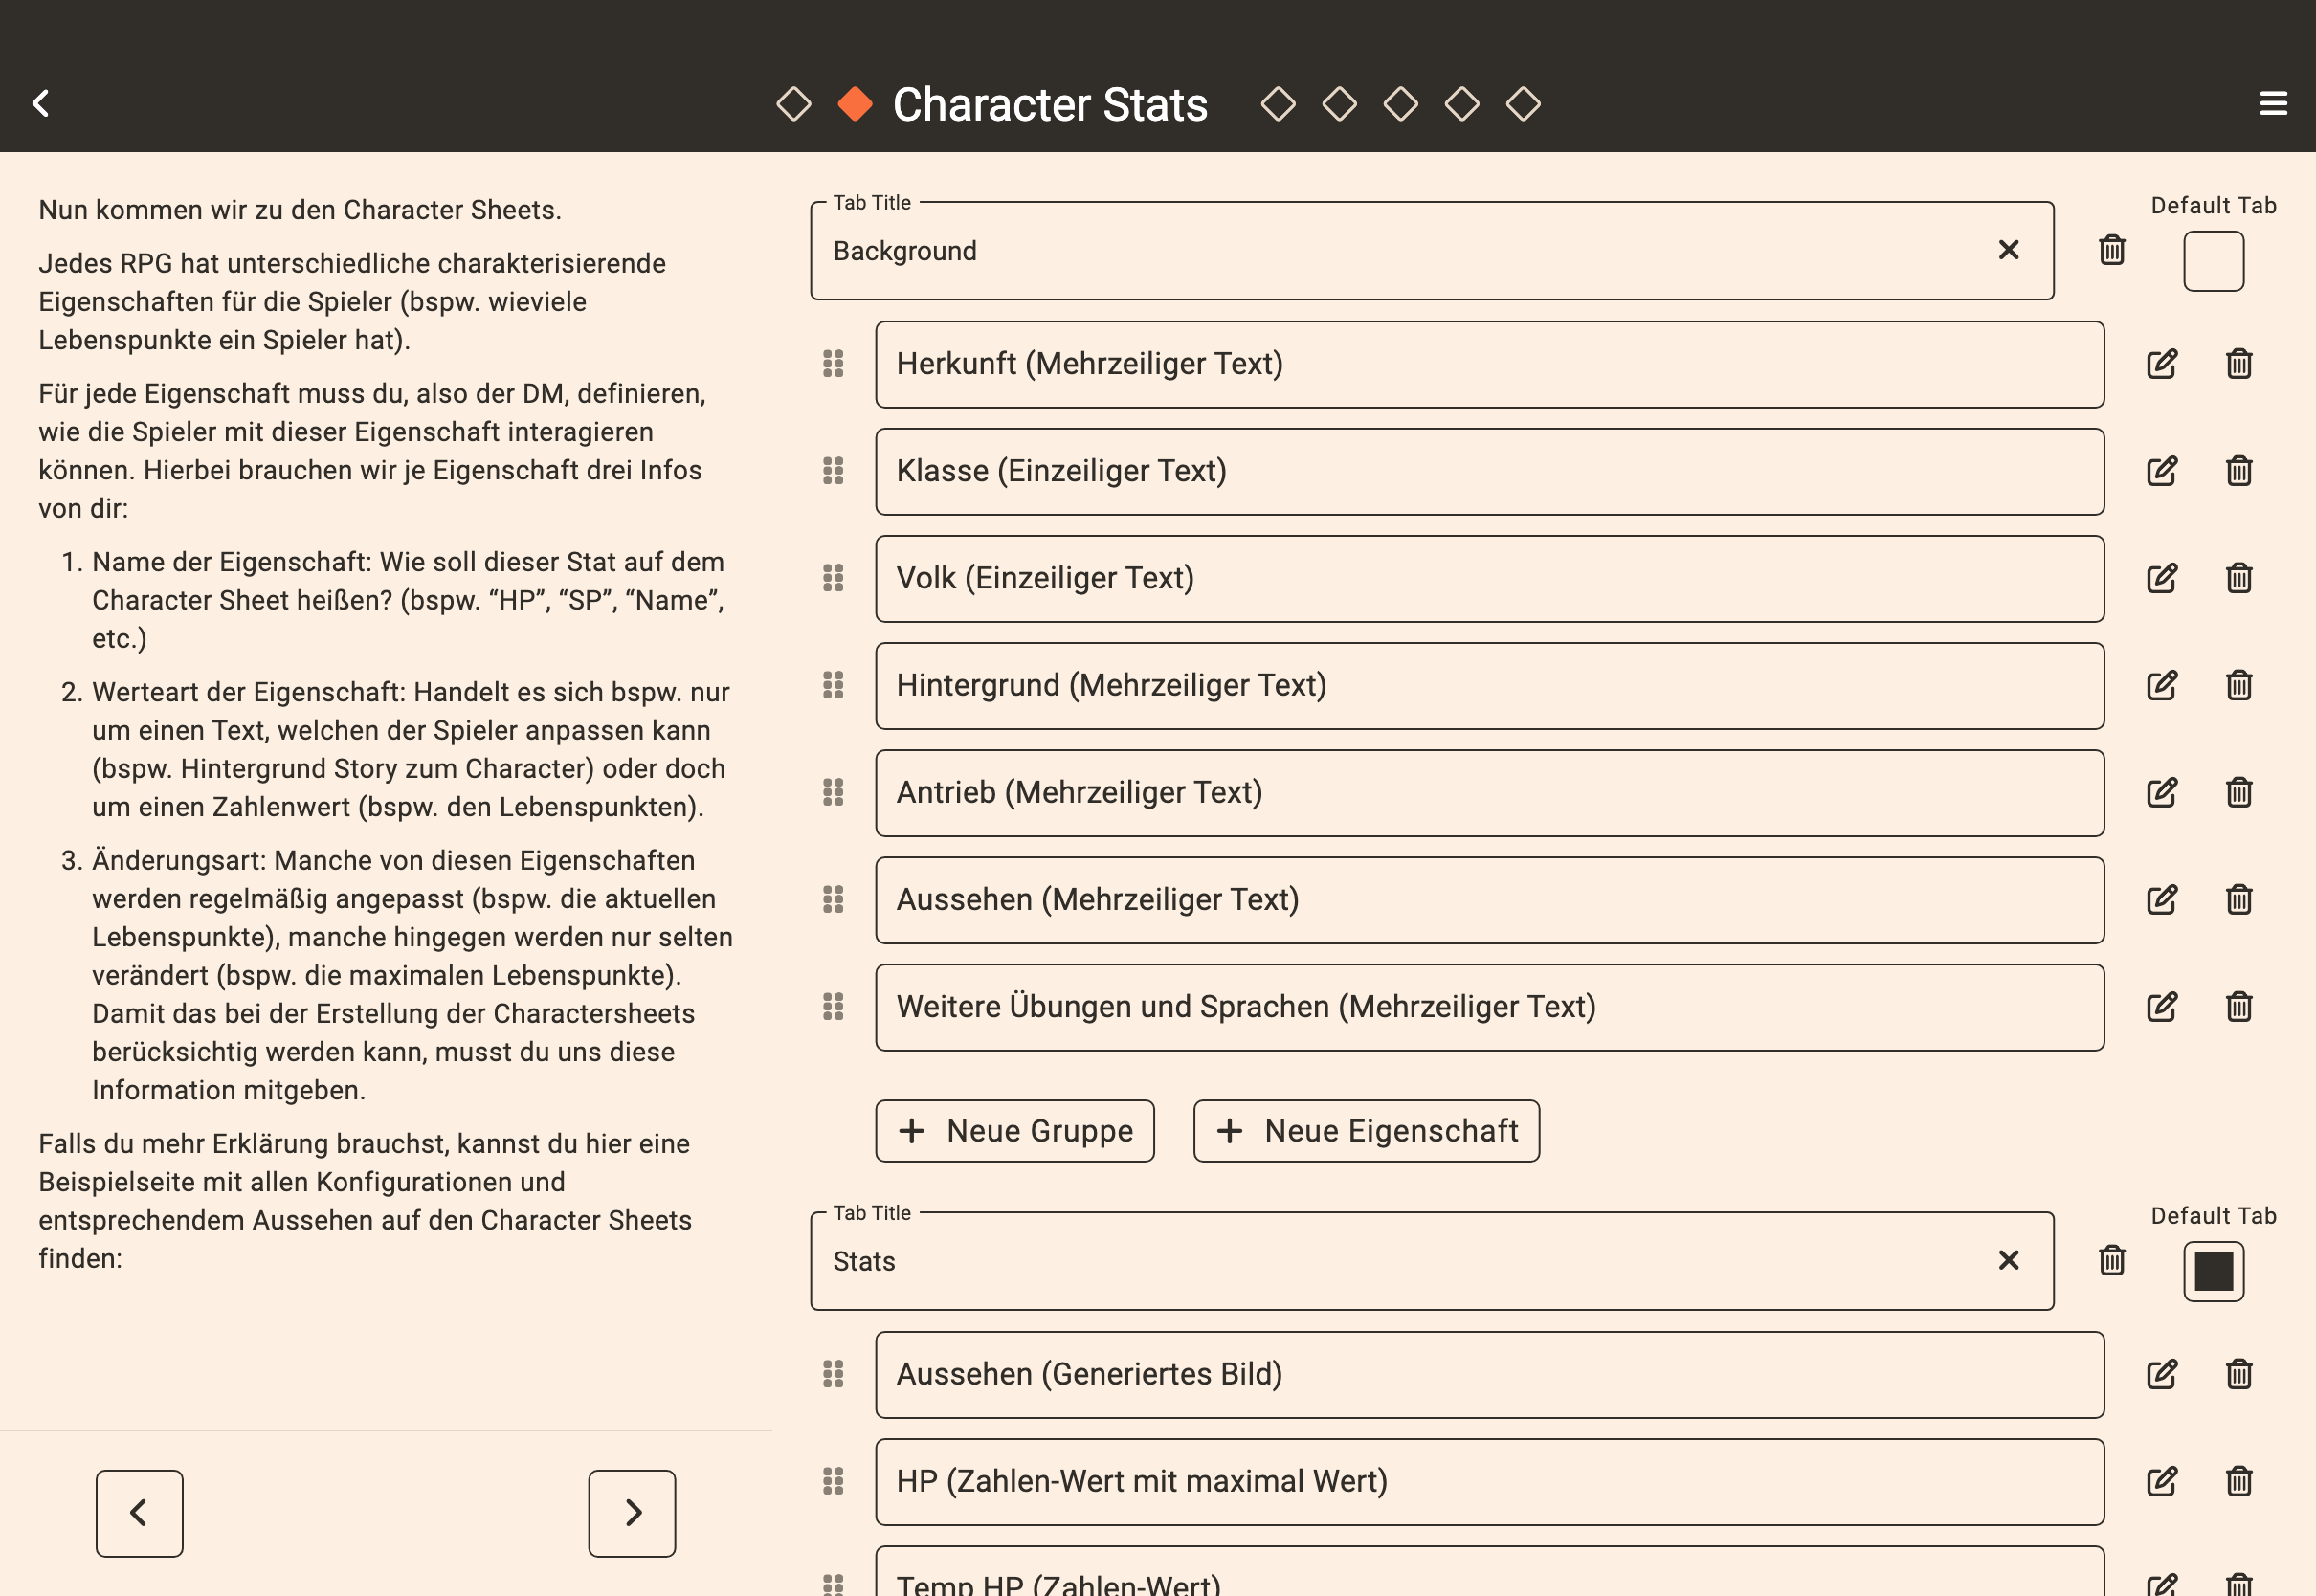 Character Stats
Nun kommen wir zu den Character Sheets.
Jedes RPG hat unterschiedliche charakterisierende
Eigenschaften für die Spieler (bspw. wieviele
Lebenspunkte ein Spieler hat).
Für jede Eigenschaft muss du, also der DM, definieren,
wie die Spieler mit dieser Eigenschaft interagieren
können. Hierbei brauchen wir je Eigenschaft drei Infos
von dir:
1. Name der Eigenschaft: Wie soll dieser Stat auf dem
Character Sheet heißen? (bspw. “HP”, “SP”, “Name”,
etc.)
2. Werteart der Eigenschaft: Handelt es sich bspw. nur
um einen Text, welchen der Spieler anpassen kann
(bspw. Hintergrund Story zum Character) oder doch
um einen Zahlenwert (bspw. den Lebenspunkten).
3. Änderungsart: Manche von diesen Eigenschaften
werden regelmäßig angepasst (bspw. die aktuellen
Lebenspunkte), manche hingegen werden nur selten
verändert (bspw. die maximalen Lebenspunkte).
Damit das bei der Erstellung der Charactersheets
berücksichtig werden kann, musst du uns diese
Information mitgeben.
Falls du mehr Erklärung brauchst, kannst du hier eine
Beispielseite mit allen Konfigurationen und
entsprechendem Aussehen auf den Character Sheets
finden:
Tab Title
Background
Default Tab
Herkunft (Mehrzeiliger Text)
Klasse (Einzeiliger Text)
Volk (Einzeiliger Text)
Hintergrund (Mehrzeiliger Text)
Antrieb (Mehrzeiliger Text)
Aussehen (Mehrzeiliger Text)
Weitere Übungen und Sprachen (Mehrzeiliger Text)
+ Neue Gruppe
+ Neue Eigenschaft
Tab Title
Stats
Default Tab
Aussehen (Generiertes Bild)
HP (Zahlen-Wert mit maximal Wert)
Temp HP (Zahlen-Wert)